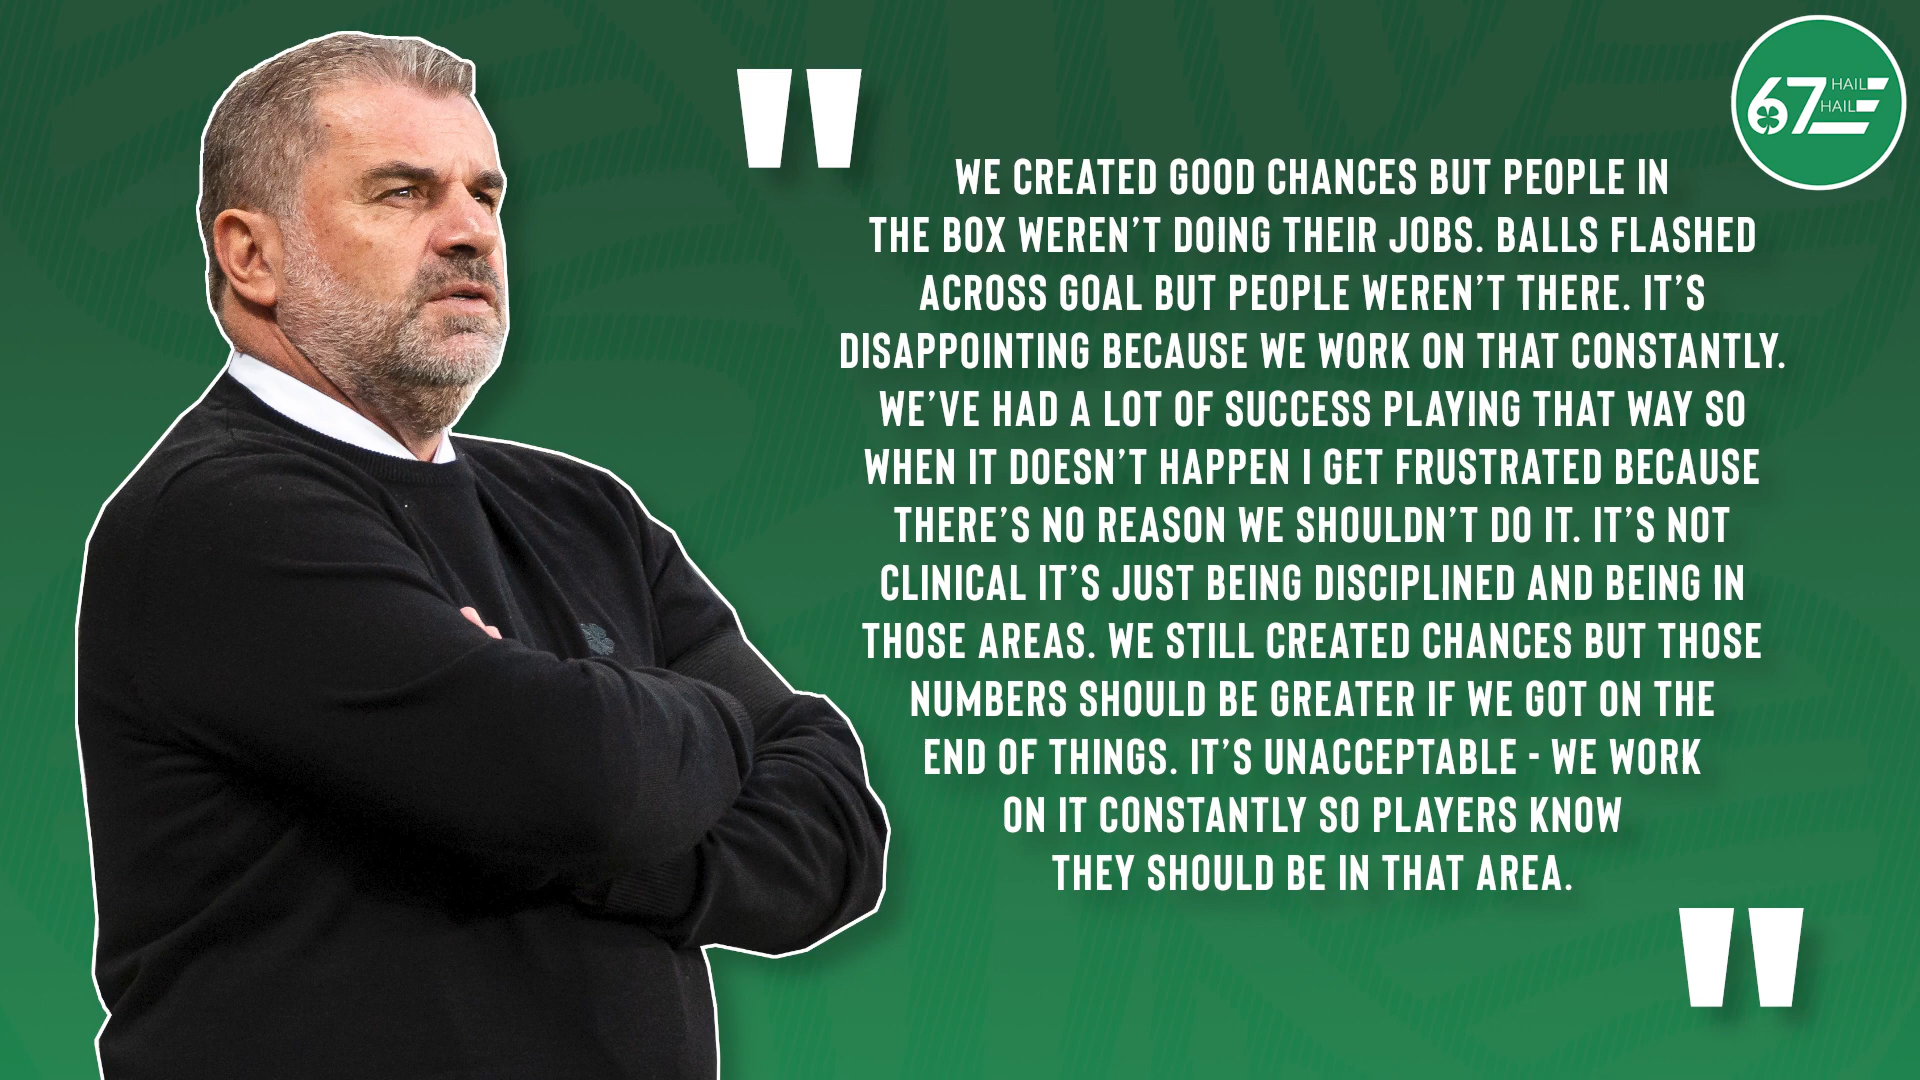 67 HAIL
HAIL
"
WE CREATED GOOD CHANCES BUT PEOPLE IN
THE BOX WEREN'T DOING THEIR JOBS. BALLS FLASHED
ACROSS GOAL BUT PEOPLE WEREN'T THERE. IT'S
DISAPPOINTING BECAUSE WE WORK ON THAT CONSTANTLY.
WE'VE HAD A LOT OF SUCCESS PLAYING THAT WAY SO
WHEN IT DOESN'T HAPPEN I GET FRUSTRATED BECAUSE
THERE'S NO REASON WE SHOULDN'T DO IT. IT'S NOT
CLINICAL IT'S JUST BEING DISCIPLINED AND BEING IN
THOSE AREAS. WE STILL CREATED CHANCES BUT THOSE
NUMBERS SHOULD BE GREATER IF WE GOT ON THE
END OF THINGS. IT'S UNACCEPTABLE - WE WORK
ON IT CONSTANTLY SO PLAYERS KNOW
THEY SHOULD BE IN THAT AREA.
"